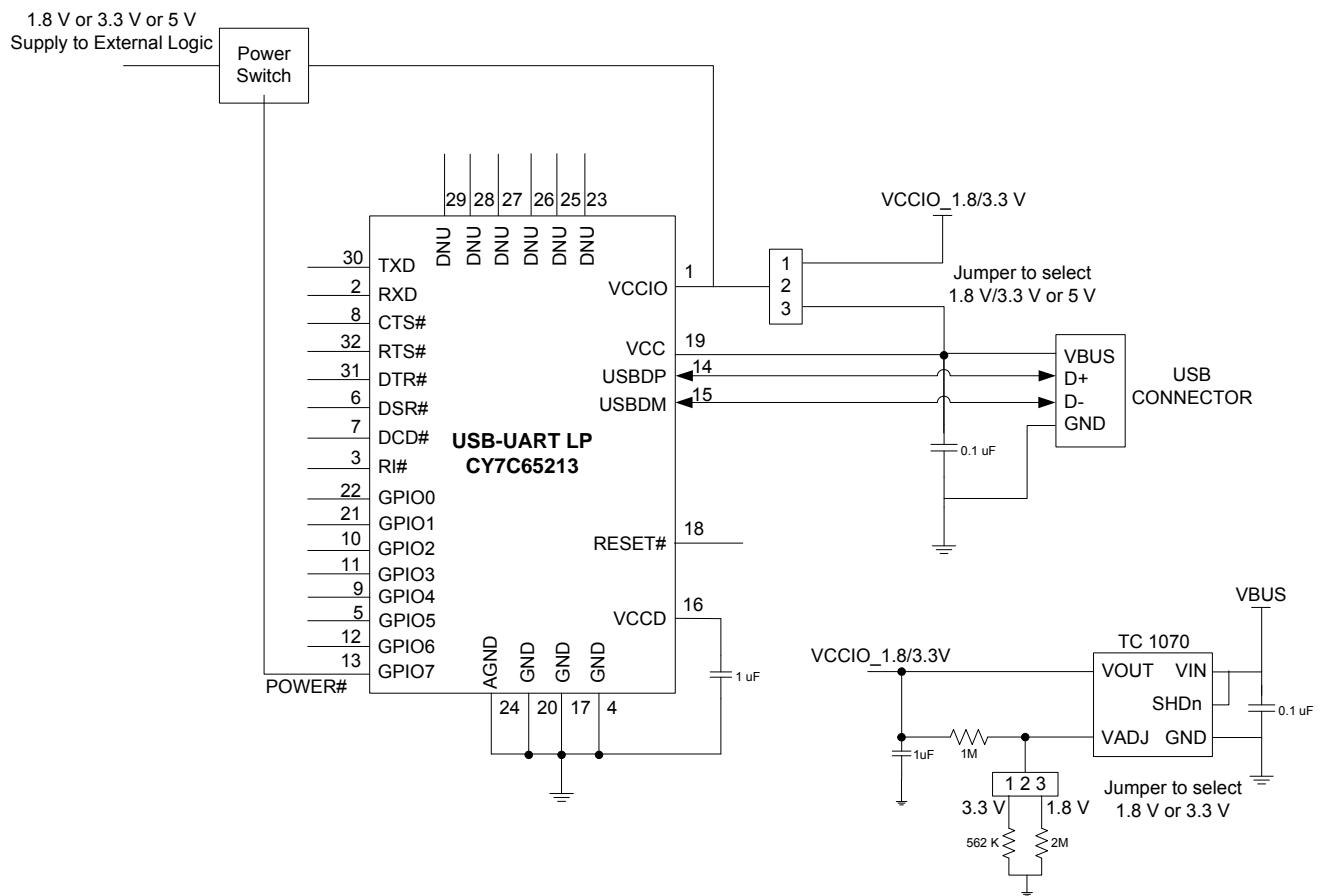 1.8 V or 3.3 V or 5 V
Supply to External Logic
Power
Switch
29 28 27 26 25 23
DNU DNU DNU DNU DNU DNU
VCCIO_1.8/3.3 V
30 TXD
2 RXD
8 CTS#
32 RTS#
31 DTR#
6 DSR#
7 DCD#
3 RI#
22 GPIO0
21 GPIO1
10 GPIO2
11 GPIO3
9 GPIO4
5 GPIO5
12 GPIO6
13 GPIO7
POWER#
USB-UART LP
CY7C65213
VCCIO 1
VCC 19
USBDP 14
USBDM 15
RESET# 18
VCCD 16
AGND GND GND GND
24 20 17 4
1 uF
1
2
3
Jumper to select
1.8 V/3.3 V or 5 V
VBUS
D+
D-
GND
USB
CONNECTOR
0.1 uF
VBUS
TC 1070
VCCIO_1.8/3.3V
VOUT VIN
SHDn
VADJ GND
0.1 uF
1uF
1M
1 2 3
3.3 V 1.8 V
Jumper to select
1.8 V or 3.3 V
562 K 2M